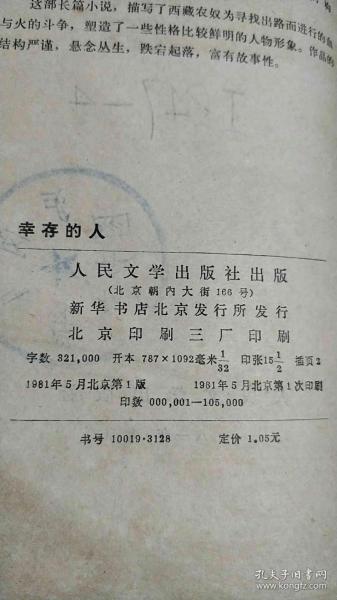 这部长篇小说，描写了西藏农奴为寻找出路而进行的血
与火的斗争，塑造了一些性格比较鲜明的人物形象。作品的
结构严谨，悬念丛生，跌宕起落，富有故事性。
I·247-4
幸存的人
人民文学出版社出版
（北京朝内大街166号）
新华书店北京发行所发行
北京印刷三厂印刷
字数 321,000 开本 787×1092毫米 1/32 印张15 1/2 插页2
1981年5月北京第1版 1981年5月北京第1次印刷
印数 000,001—105,000
书号 10019·3128 定价 1.05元
孔夫子旧书网